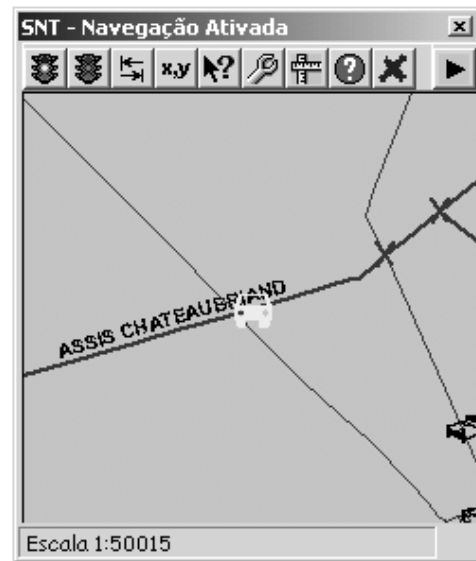 SNT - Navegação Ativada
x,y
ASSIS CHATEAUBRIAND
Escala 1:50015